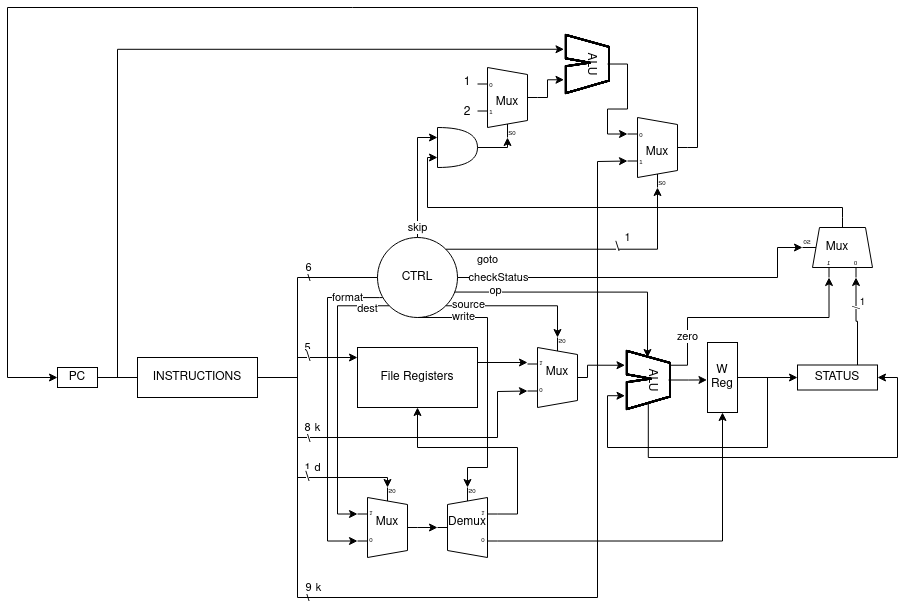 ALU
1
0
Mux
2
1
S0
0
Mux
1
S0
skip
1
goto
CTRL
checkStatus
S0
Mux
1
0
6
op
format
dest
source
write
1
zero
5
S0
PC
INSTRUCTIONS
File Registers
1
Mux
0
ALU
W
Reg
STATUS
8 k
1 d
S0
S0
1
Mux
0
Demux
1
0
9 k